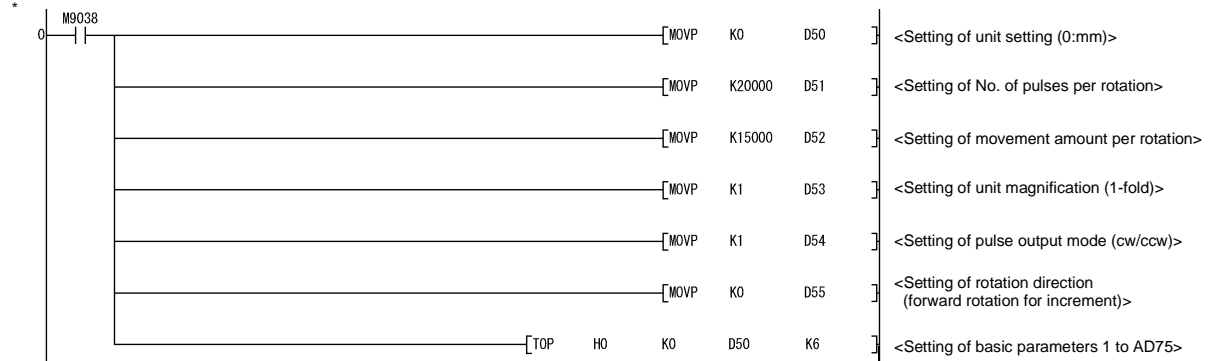 *
M9038
0 [MOVP K0 D50 ] <Setting of unit setting (0:mm)>
[MOVP K20000 D51 ] <Setting of No. of pulses per rotation>
[MOVP K15000 D52 ] <Setting of movement amount per rotation>
[MOVP K1 D53 ] <Setting of unit magnification (1-fold)>
[MOVP K1 D54 ] <Setting of pulse output mode (cw/ccw)>
[MOVP K0 D55 ] <Setting of rotation direction
(forward rotation for increment)>
[TOP H0 K0 D50 K6 ] <Setting of basic parameters 1 to AD75>